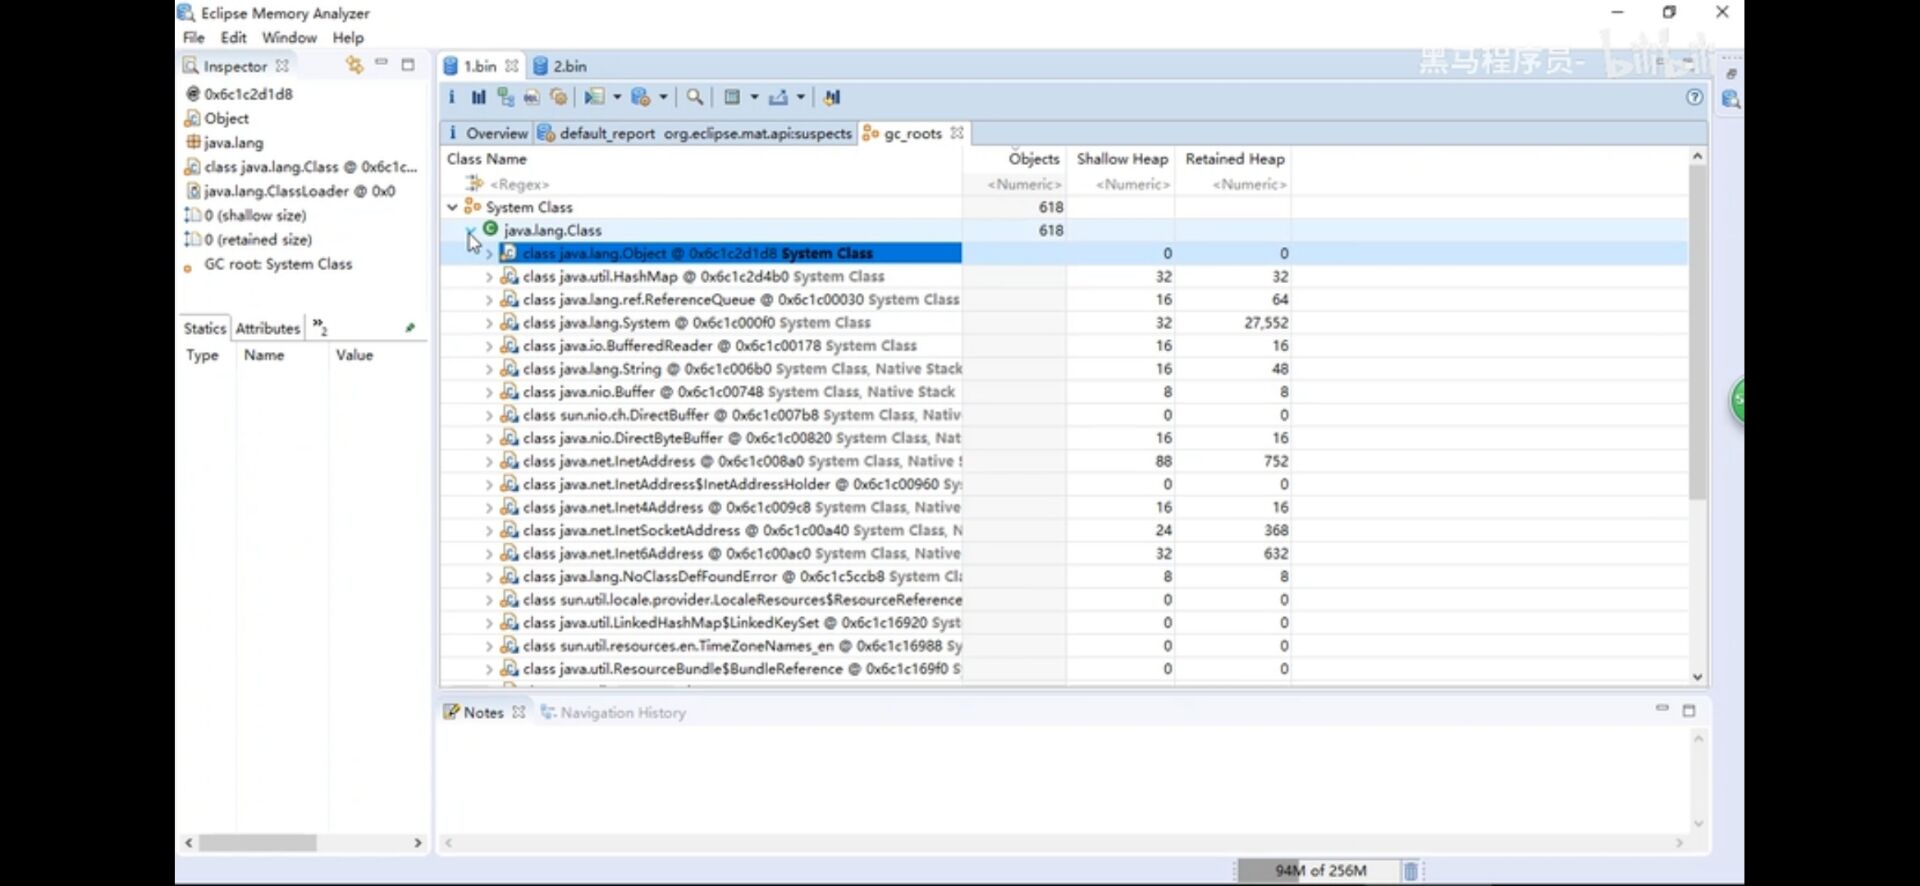 Eclipse Memory Analyzer
File Edit Window Help
Inspector
0x6c1c2d1d8
Object
java.lang
class java.lang.Class @ 0x6c1c...
java.lang.ClassLoader @ 0x0
0 (shallow size)
0 (retained size)
GC root: System Class
Statics Attributes »2
Type Name Value
1.bin 2.bin
黑马程序员- bilibili
i Overview default_report org.eclipse.mat.api:suspects gc_roots
Class Name Objects Shallow Heap Retained Heap
<Regex> <Numeric> <Numeric> <Numeric>
System Class 618
java.lang.Class 618
class java.lang.Object @ 0x6c1c2d1d8 System Class 0 0
class java.util.HashMap @ 0x6c1c2d4b0 System Class 32 32
class java.lang.ref.ReferenceQueue @ 0x6c1c00030 System Class 16 64
class java.lang.System @ 0x6c1c000f0 System Class 32 27,552
class java.io.BufferedReader @ 0x6c1c00178 System Class 16 16
class java.lang.String @ 0x6c1c006b0 System Class, Native Stack 16 48
class java.nio.Buffer @ 0x6c1c00748 System Class, Native Stack 8 8
class sun.nio.ch.DirectBuffer @ 0x6c1c007b8 System Class, Nativ 0 0
class java.nio.DirectByteBuffer @ 0x6c1c00820 System Class, Nat 16 16
class java.net.InetAddress @ 0x6c1c008a0 System Class, Native S 88 752
class java.net.InetAddress$InetAddressHolder @ 0x6c1c00960 Sy 0 0
class java.net.Inet4Address @ 0x6c1c009c8 System Class, Native 16 16
class java.net.InetSocketAddress @ 0x6c1c00a40 System Class, N 24 368
class java.net.Inet6Address @ 0x6c1c00ac0 System Class, Native 32 632
class java.lang.NoClassDefFoundError @ 0x6c1c5ccb8 System Cl 8 8
class sun.util.locale.provider.LocaleResources$ResourceReference 0 0
class java.util.LinkedHashMap$LinkedKeySet @ 0x6c1c16920 Syst 0 0
class sun.util.resources.en.TimeZoneNames_en @ 0x6c1c16988 Sy 0 0
class java.util.ResourceBundle$BundleReference @ 0x6c1c169f0 S 0 0
Notes Navigation History
94M of 256M